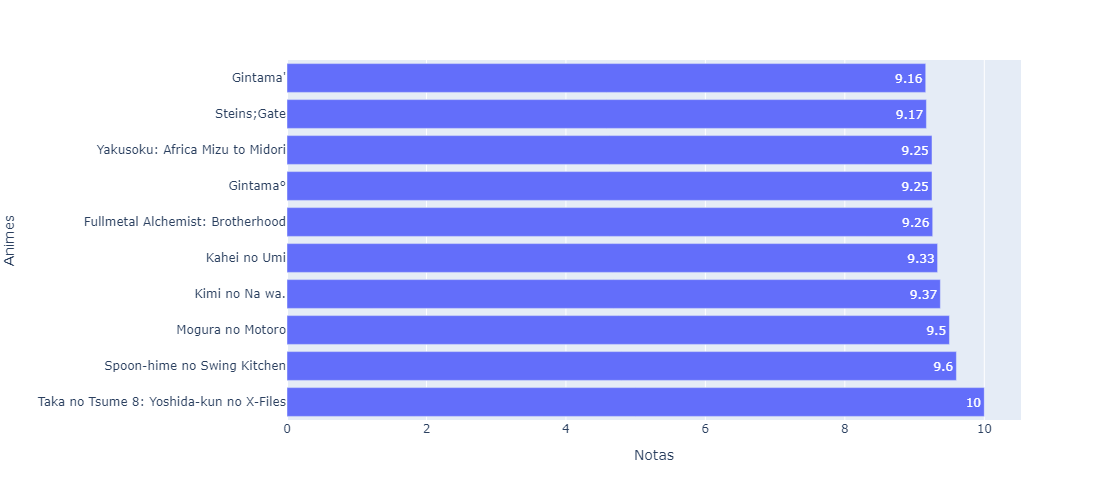 Gintama' 9.16
Steins;Gate 9.17
Yakusoku: Africa Mizu to Midori 9.25
Gintama° 9.25
Fullmetal Alchemist: Brotherhood 9.26
Kahei no Umi 9.33
Kimi no Na wa. 9.37
Mogura no Motoro 9.5
Spoon-hime no Swing Kitchen 9.6
Taka no Tsume 8: Yoshida-kun no X-Files 10
0 2 4 6 8 10
Notas
Animes